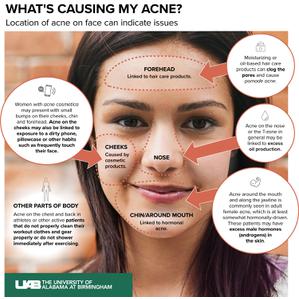 WHAT'S CAUSING MY ACNE?
Location of acne on face can indicate issues
FOREHEAD
Linked to hair care products.
Moisturizing or
oil-based hair care
products can clog the
pores and cause
pomade acne.
Women with acne cosmetica
may present with small
bumps on their cheeks, chin
and forehead. Acne on the
cheeks may also be linked to
exposure to a dirty phone,
pillowcase or other habits
such as frequently touch
their face.
CHEEKS
Caused by
cosmetic
products.
NOSE
Acne on the nose
or the T-zone in
general may be
linked to excess
oil production.
Acne around the mouth
and along the jawline is
commonly seen in adult
female acne, which is at least
somewhat hormonally-driven.
These patients may have
excess male hormones
(androgens) in
the skin.
CHIN/AROUND MOUTH
Linked to hormonal
acne.
OTHER PARTS OF BODY
Acne on the chest and back in
athletes or other active patients
that do not properly clean their
workout clothes and gear
properly or do not shower
immediately after exercising.
UAB THE UNIVERSITY OF
ALABAMA AT BIRMINGHAM